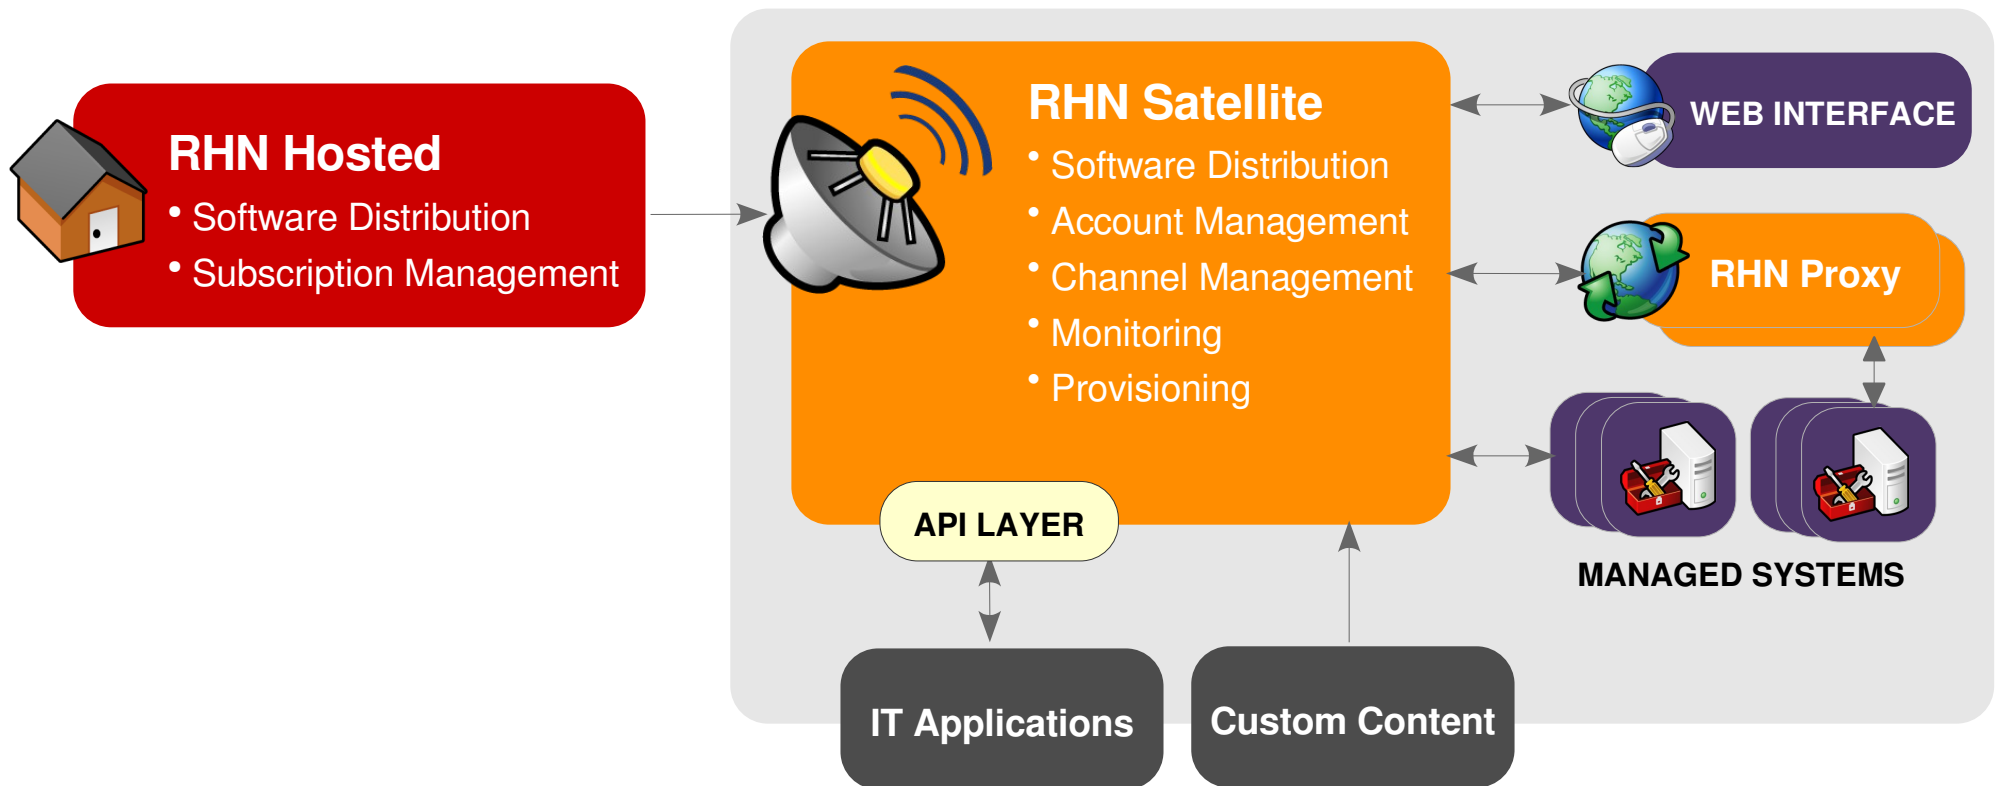 RHN Hosted
• Software Distribution
• Subscription Management
RHN Satellite
• Software Distribution
• Account Management
• Channel Management
• Monitoring
• Provisioning
API LAYER
WEB INTERFACE
RHN Proxy
MANAGED SYSTEMS
IT Applications
Custom Content